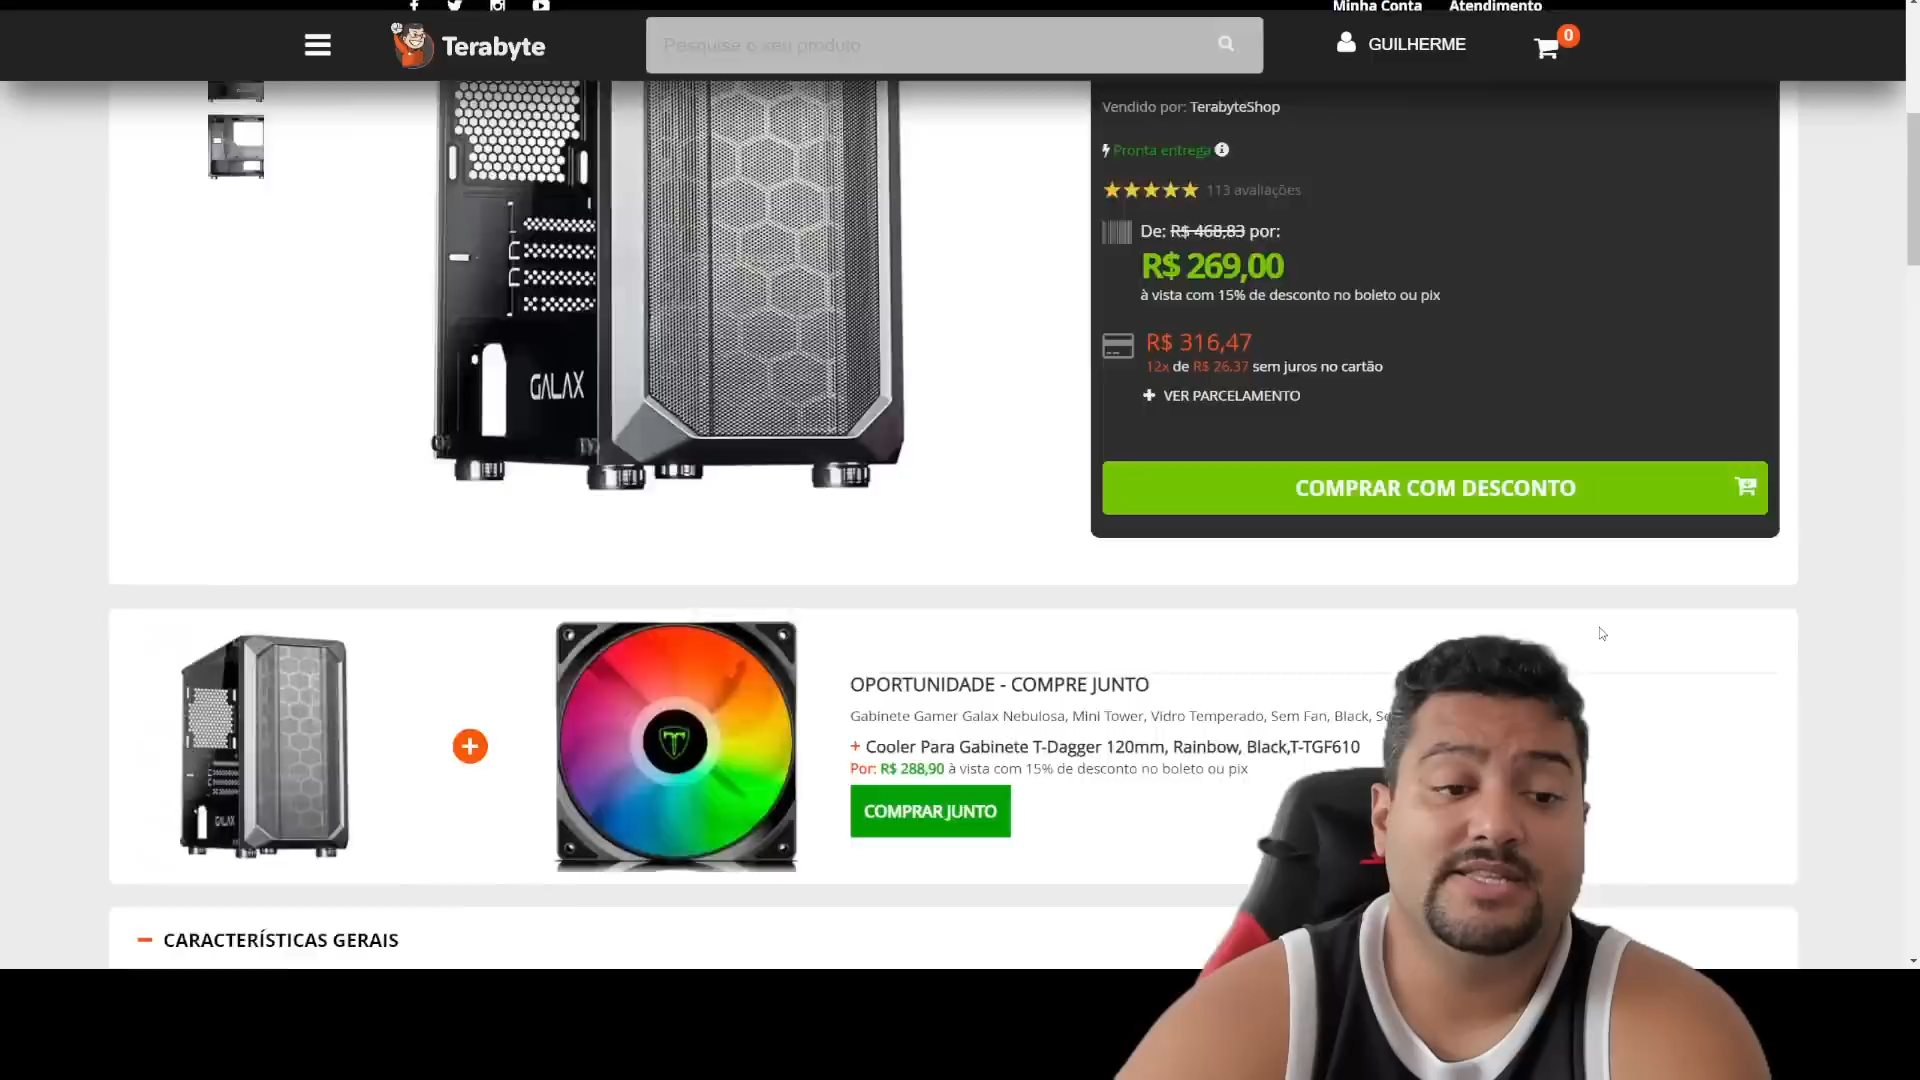 Minha Conta Atendimento
Terabyte
Pesquise o seu produto
GUILHERME
0
Vendido por: TerabyteShop
Pronta entrega
113 avaliações
De: R$ 468,83 por:
R$ 269,00
à vista com 15% de desconto no boleto ou pix
R$ 316,47
12x de R$ 26,37 sem juros no cartão
+ VER PARCELAMENTO
COMPRAR COM DESCONTO
GALAX
OPORTUNIDADE - COMPRE JUNTO
Gabinete Gamer Galax Nebulosa, Mini Tower, Vidro Temperado, Sem Fan, Black, Se
+ Cooler Para Gabinete T-Dagger 120mm, Rainbow, Black,T-TGF610
Por: R$ 288,90 à vista com 15% de desconto no boleto ou pix
COMPRAR JUNTO
GALAX
CARACTERÍSTICAS GERAIS